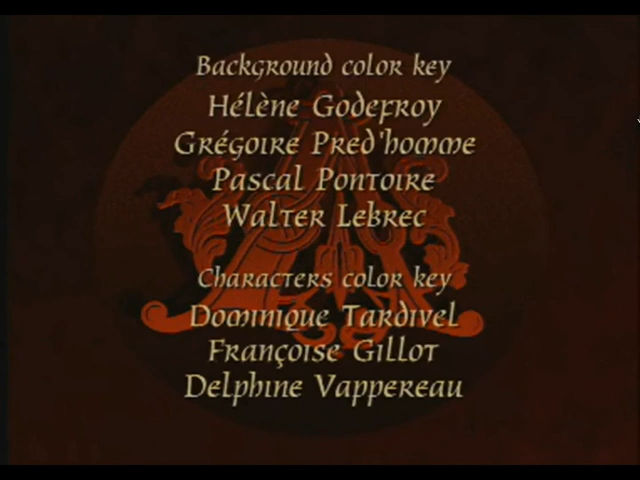 Background color key
Hélène Godefroy
Grégoire Pred'homme
Pascal Pontoire
Walter Lebrec
Characters color key
Dominique Tardivel
Françoise Gillot
Delphine Vappereau